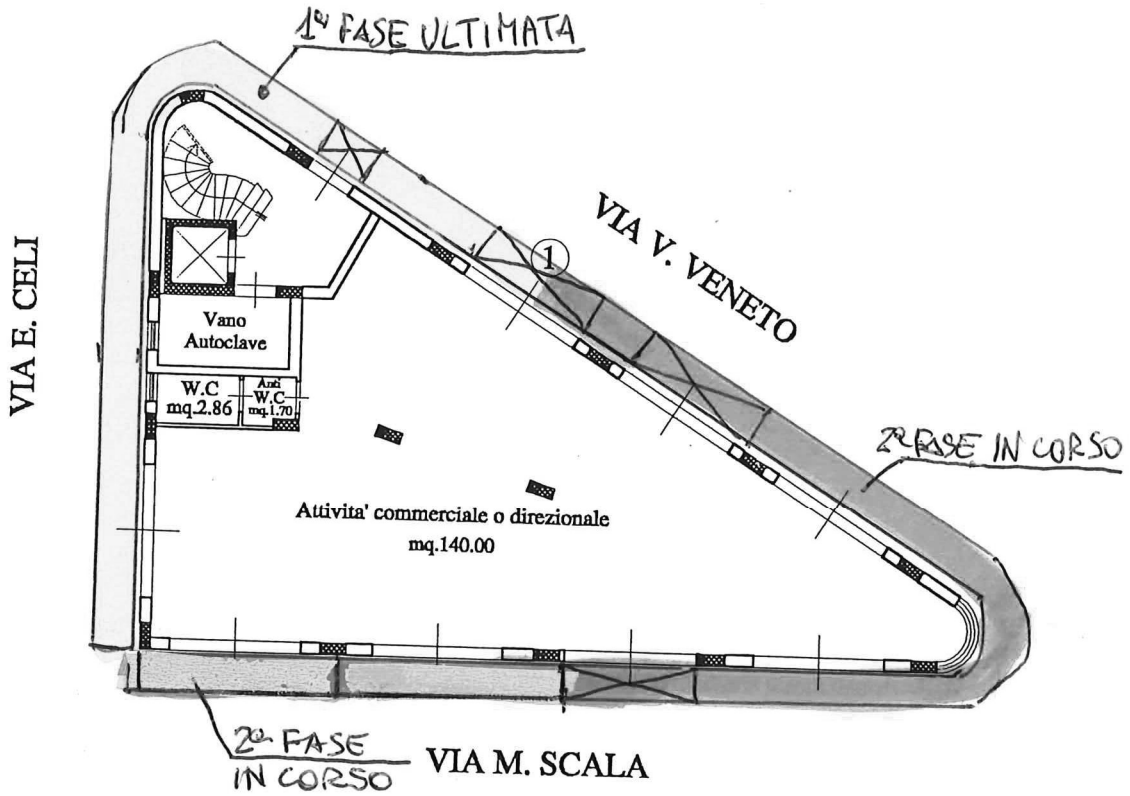 1ª FASE ULTIMATA
VIA V. VENETO
1
VIA E. CELI
Vano
Autoclave
W.C
mq.2.86
Anti
W.C
mq.1.70
2ª FASE IN CORSO
Attivita' commerciale o direzionale
mq.140.00
2ª FASE
IN CORSO
VIA M. SCALA